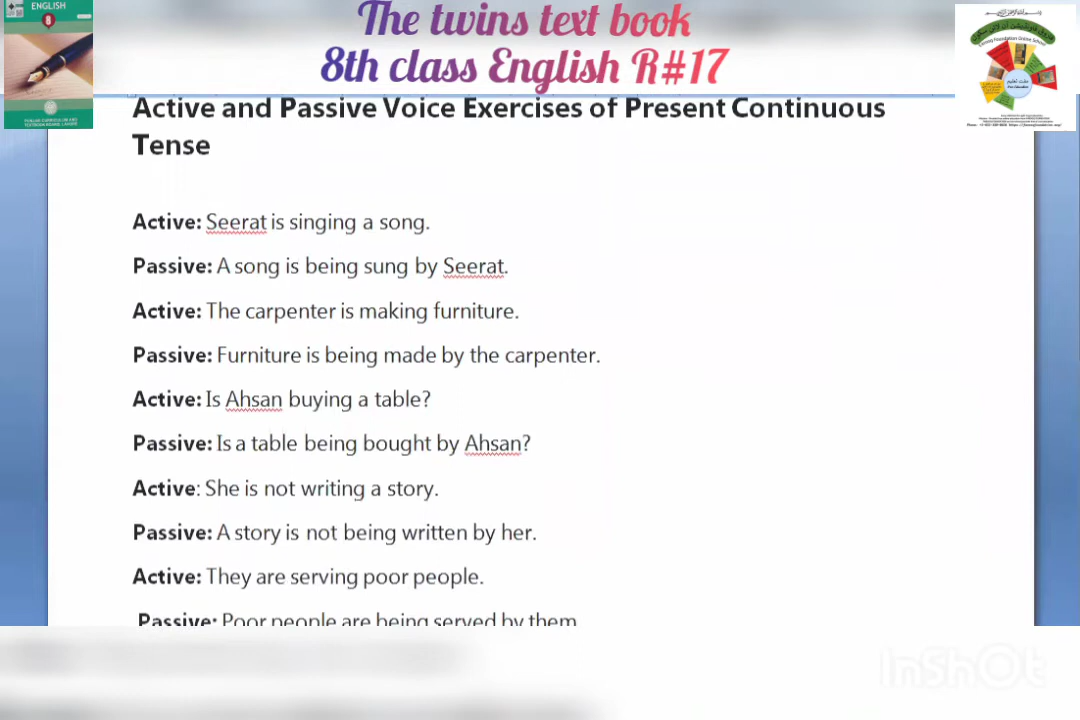 ENGLISH
8
The twins text book
8th class English R#17
Active and Passive Voice Exercises of Present Continuous
Tense
Active: Seerat is singing a song.
Passive: A song is being sung by Seerat.
Active: The carpenter is making furniture.
Passive: Furniture is being made by the carpenter.
Active: Is Ahsan buying a table?
Passive: Is a table being bought by Ahsan?
Active: She is not writing a story.
Passive: A story is not being written by her.
Active: They are serving poor people.
Passive: Poor people are being served by them
InShOt